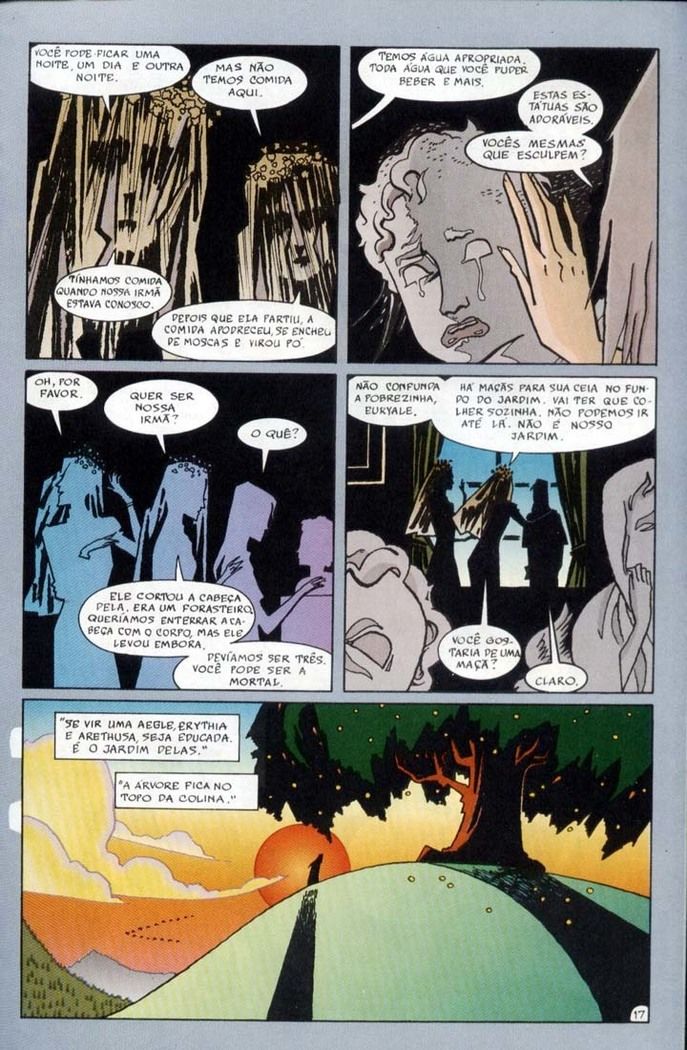 VOCÊ PODE FICAR UMA
NOITE, UM DIA E OUTRA
NOITE.
MAS NÃO
TEMOS COMIDA
AQUI.
TÍNHAMOS COMIDA
QUANDO NOSSA IRMÃ
ESTAVA CONOSCO.
DEPOIS QUE ELA PARTIU, A
COMIDA APODRECEU, SE ENCHEU
DE MOSCAS E VIROU PÓ.
TEMOS ÁGUA APROPRIADA.
TODA ÁGUA QUE VOCÊ PUDER
BEBER E MAIS.
ESTAS ES-
TÁTUAS SÃO
ADORÁVEIS.
VOCÊS MESMAS
QUE ESCULPEM?
OH, POR
FAVOR.
QUER SER
NOSSA
IRMÃ?
O QUÊ?
ELE CORTOU A CABEÇA
DELA. ERA UM FORASTEIRO.
QUERÍAMOS ENTERRAR A CA-
BEÇA COM O CORPO, MAS ELE
LEVOU EMBORA.
DEVÍAMOS SER TRÊS.
VOCÊ PODE SER A
MORTAL.
NÃO CONFUNDA
A POBREZINHA,
EURYALE.
HÁ MAÇÃS PARA SUA CEIA NO FUN-
DO DO JARDIM. VAI TER QUE CO-
LHER SOZINHA. NÃO PODEMOS IR
ATÉ LÁ. NÃO É NOSSO
JARDIM.
VOCÊ GOS-
TARIA DE UMA
MAÇÃ?
CLARO.
"SE VIR UMA AEGLE, ERYTHIA
E ARETHUSA, SEJA EDUCADA.
É O JARDIM DELAS."
"A ÁRVORE FICA NO
TOPO DA COLINA."
17